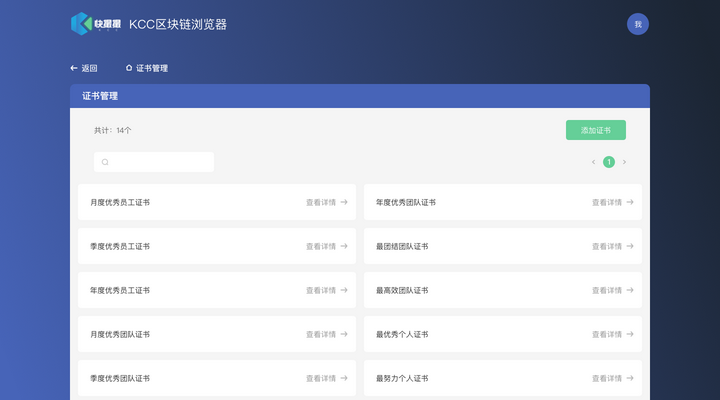 快墨墨 KCC区块链浏览器
我
返回 证书管理
证书管理
共计：14个
添加证书
1
月度优秀员工证书 查看详情
年度优秀团队证书 查看详情
季度优秀员工证书 查看详情
最团结团队证书 查看详情
年度优秀员工证书 查看详情
最高效团队证书 查看详情
月度优秀团队证书 查看详情
最优秀个人证书 查看详情
季度优秀团队证书 查看详情
最努力个人证书 查看详情